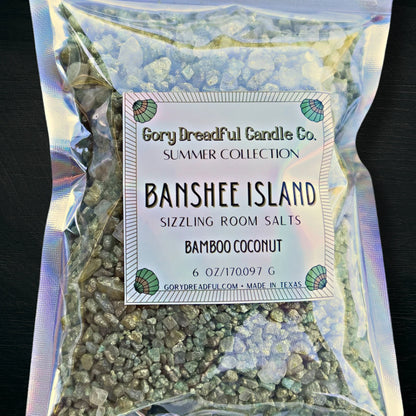 Gory Dreadful Candle Co.
SUMMER COLLECTION
BANSHEE ISLAND
SIZZLING ROOM SALTS
BAMBOO COCONUT
6 OZ/170.097 G
GORYDREADFUL.COM • MADE IN TEXAS